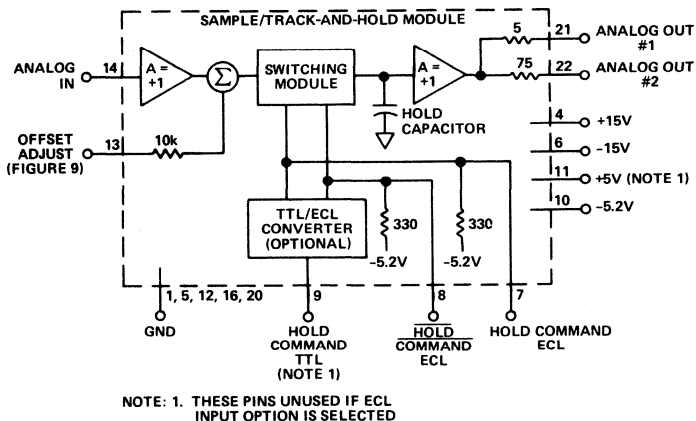 SAMPLE/TRACK-AND-HOLD MODULE
ANALOG
IN
14
A =
+1
Σ
SWITCHING
MODULE
A =
+1
5
21
ANALOG OUT
#1
75
22
ANALOG OUT
#2
HOLD
CAPACITOR
OFFSET
ADJUST
(FIGURE 9)
13
10k
4
+15V
6
-15V
11
+5V (NOTE 1)
10
-5.2V
TTL/ECL
CONVERTER
(OPTIONAL)
330
-5.2V
330
-5.2V
1, 5, 12, 16, 20
9
8
7
GND
HOLD
COMMAND
TTL
(NOTE 1)
HOLD
COMMAND
ECL
HOLD COMMAND
ECL
NOTE: 1. THESE PINS UNUSED IF ECL
INPUT OPTION IS SELECTED